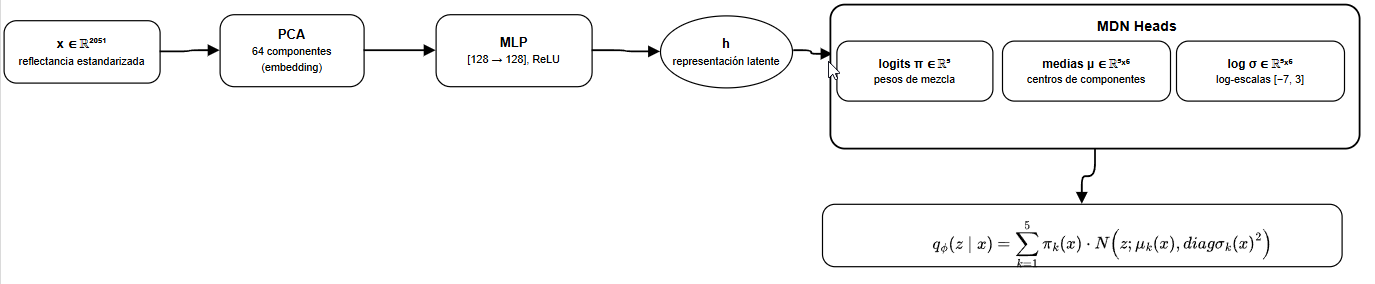 x ∈ ℝ²⁰⁵¹
reflectancia estandarizada
PCA
64 componentes
(embedding)
MLP
[128 → 128], ReLU
h
representación latente
MDN Heads
logits π ∈ ℝ⁵
pesos de mezcla
medias μ ∈ ℝ⁵ˣ⁶
centros de componentes
log σ ∈ ℝ⁵ˣ⁶
log-escalas [−7, 3]
q_ϕ(z | x) = ∑_{k=1}^{5} π_k(x) · N(z; μ_k(x), diagσ_k(x)²)